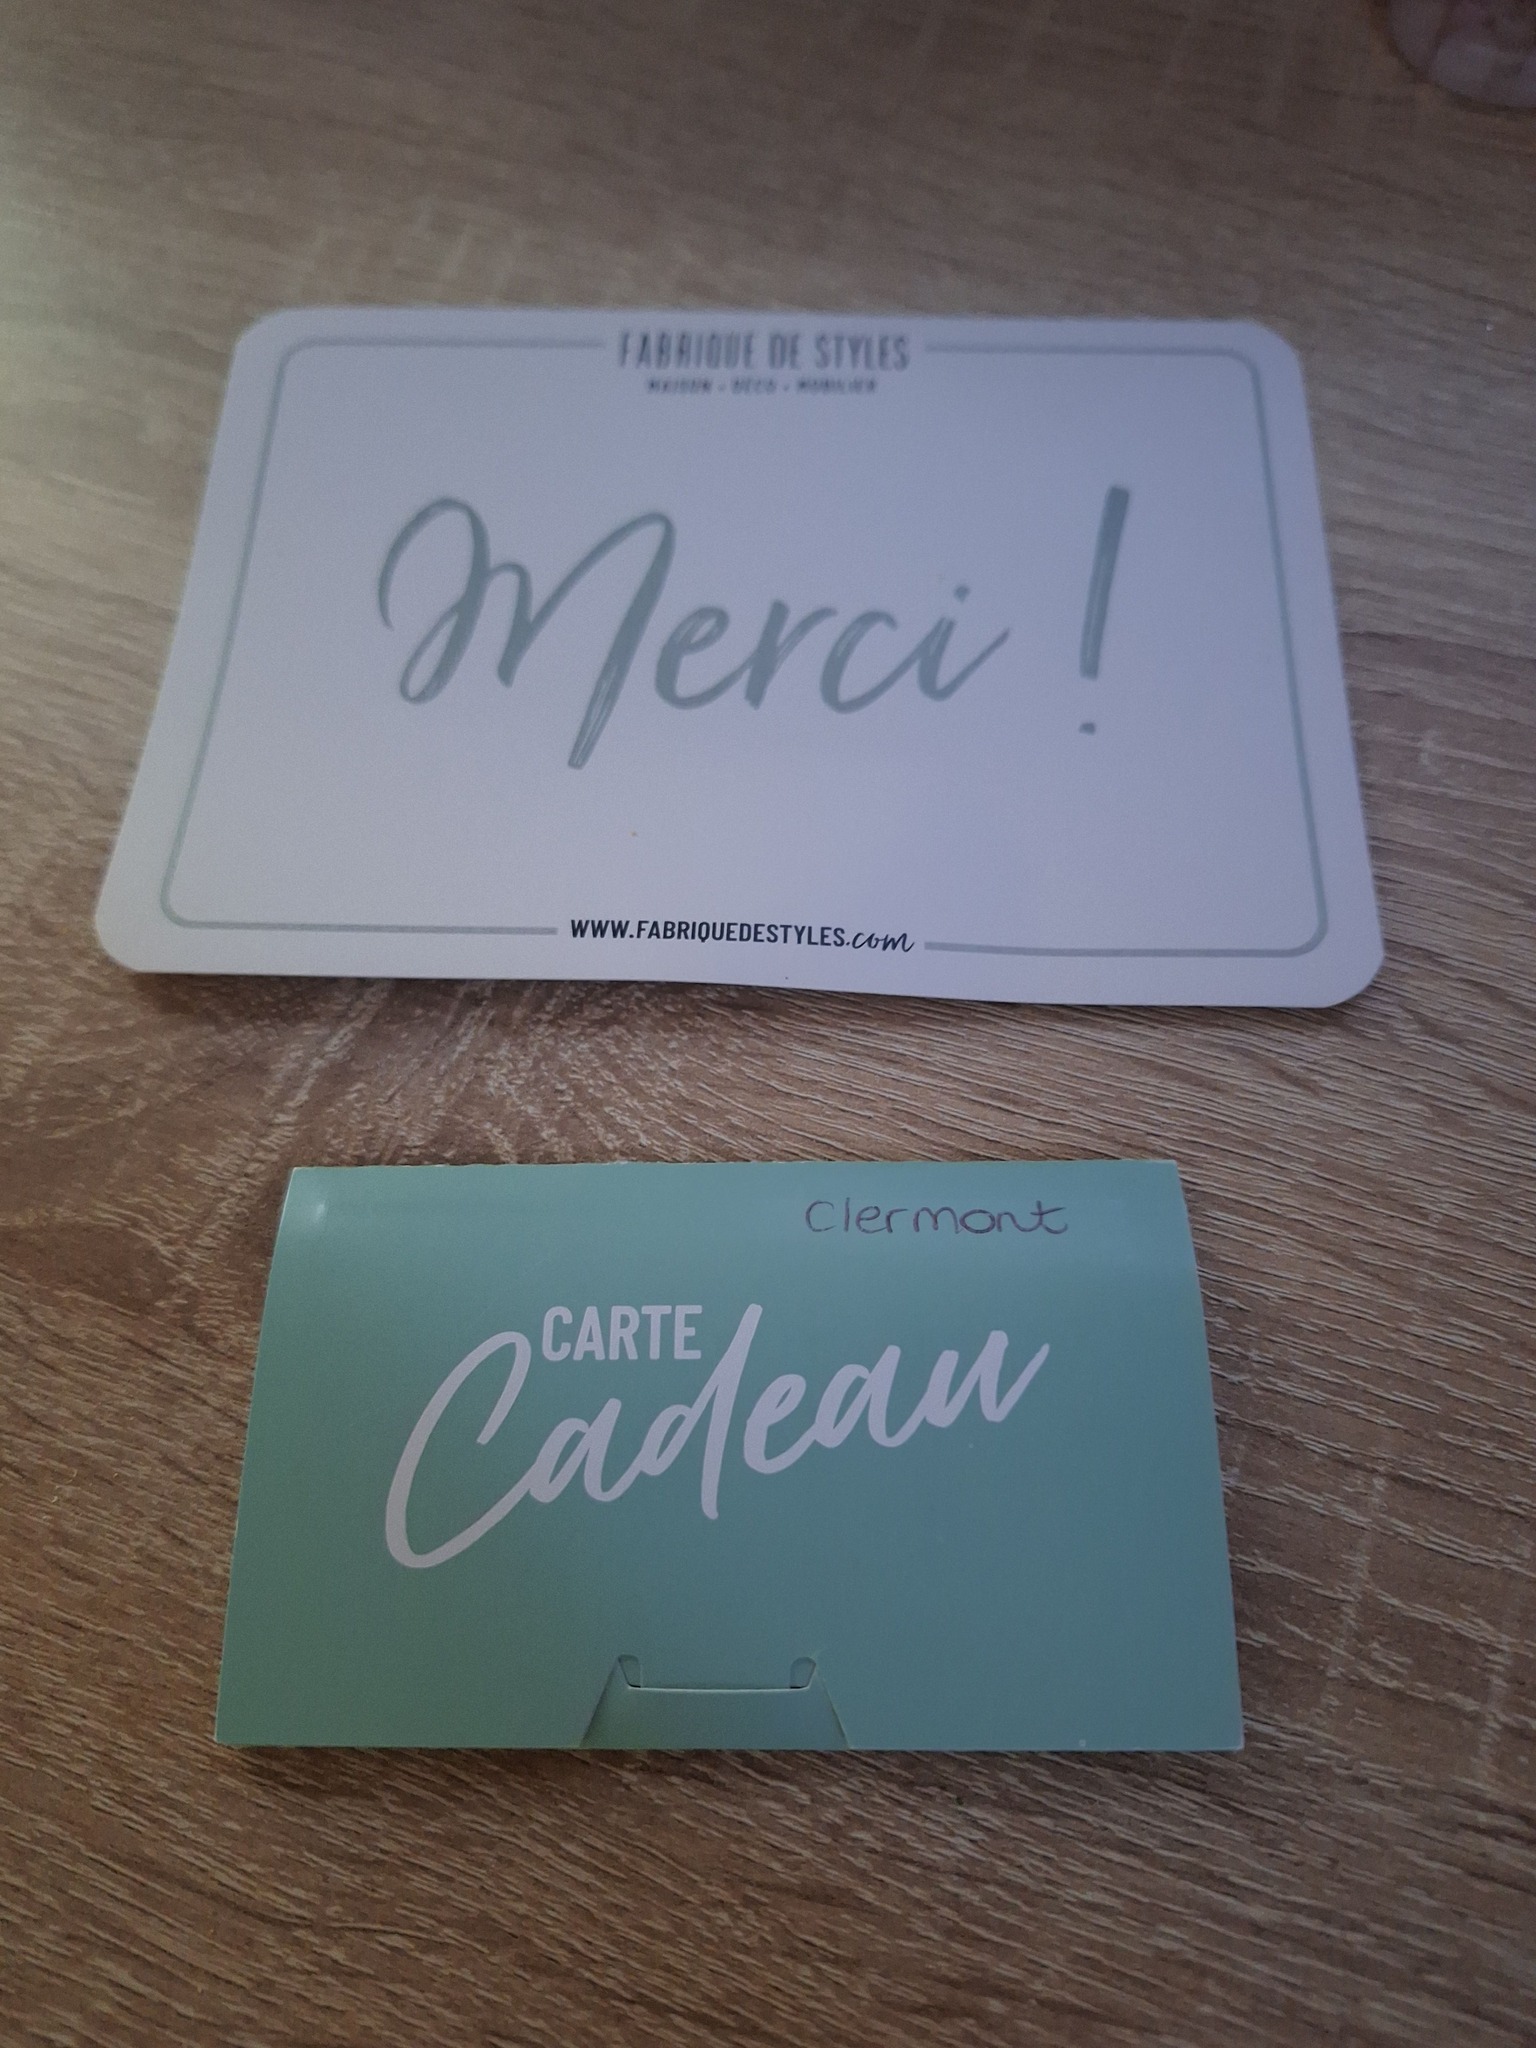 FABRIQUE DE STYLES
MAISON - DÉCO - MOBILIER
Merci !
WWW.FABRIQUEDESTYLES.com
Clermont
CARTE
Cadeau